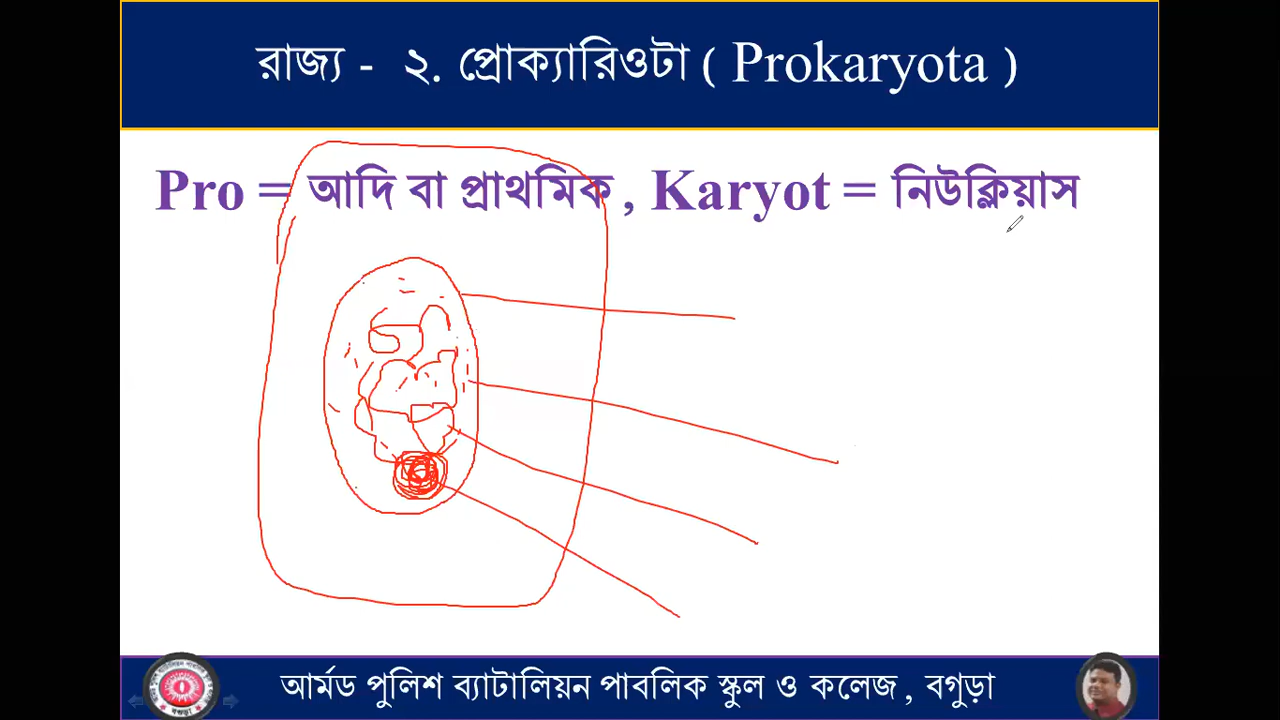 রাজ্য - ২. প্রোক্যারিওটা ( Prokaryota )
Pro = আদি বা প্রাথমিক , Karyot = নিউক্লিয়াস
আর্মড পুলিশ ব্যাটালিয়ন পাবলিক স্কুল ও কলেজ , বগুড়া